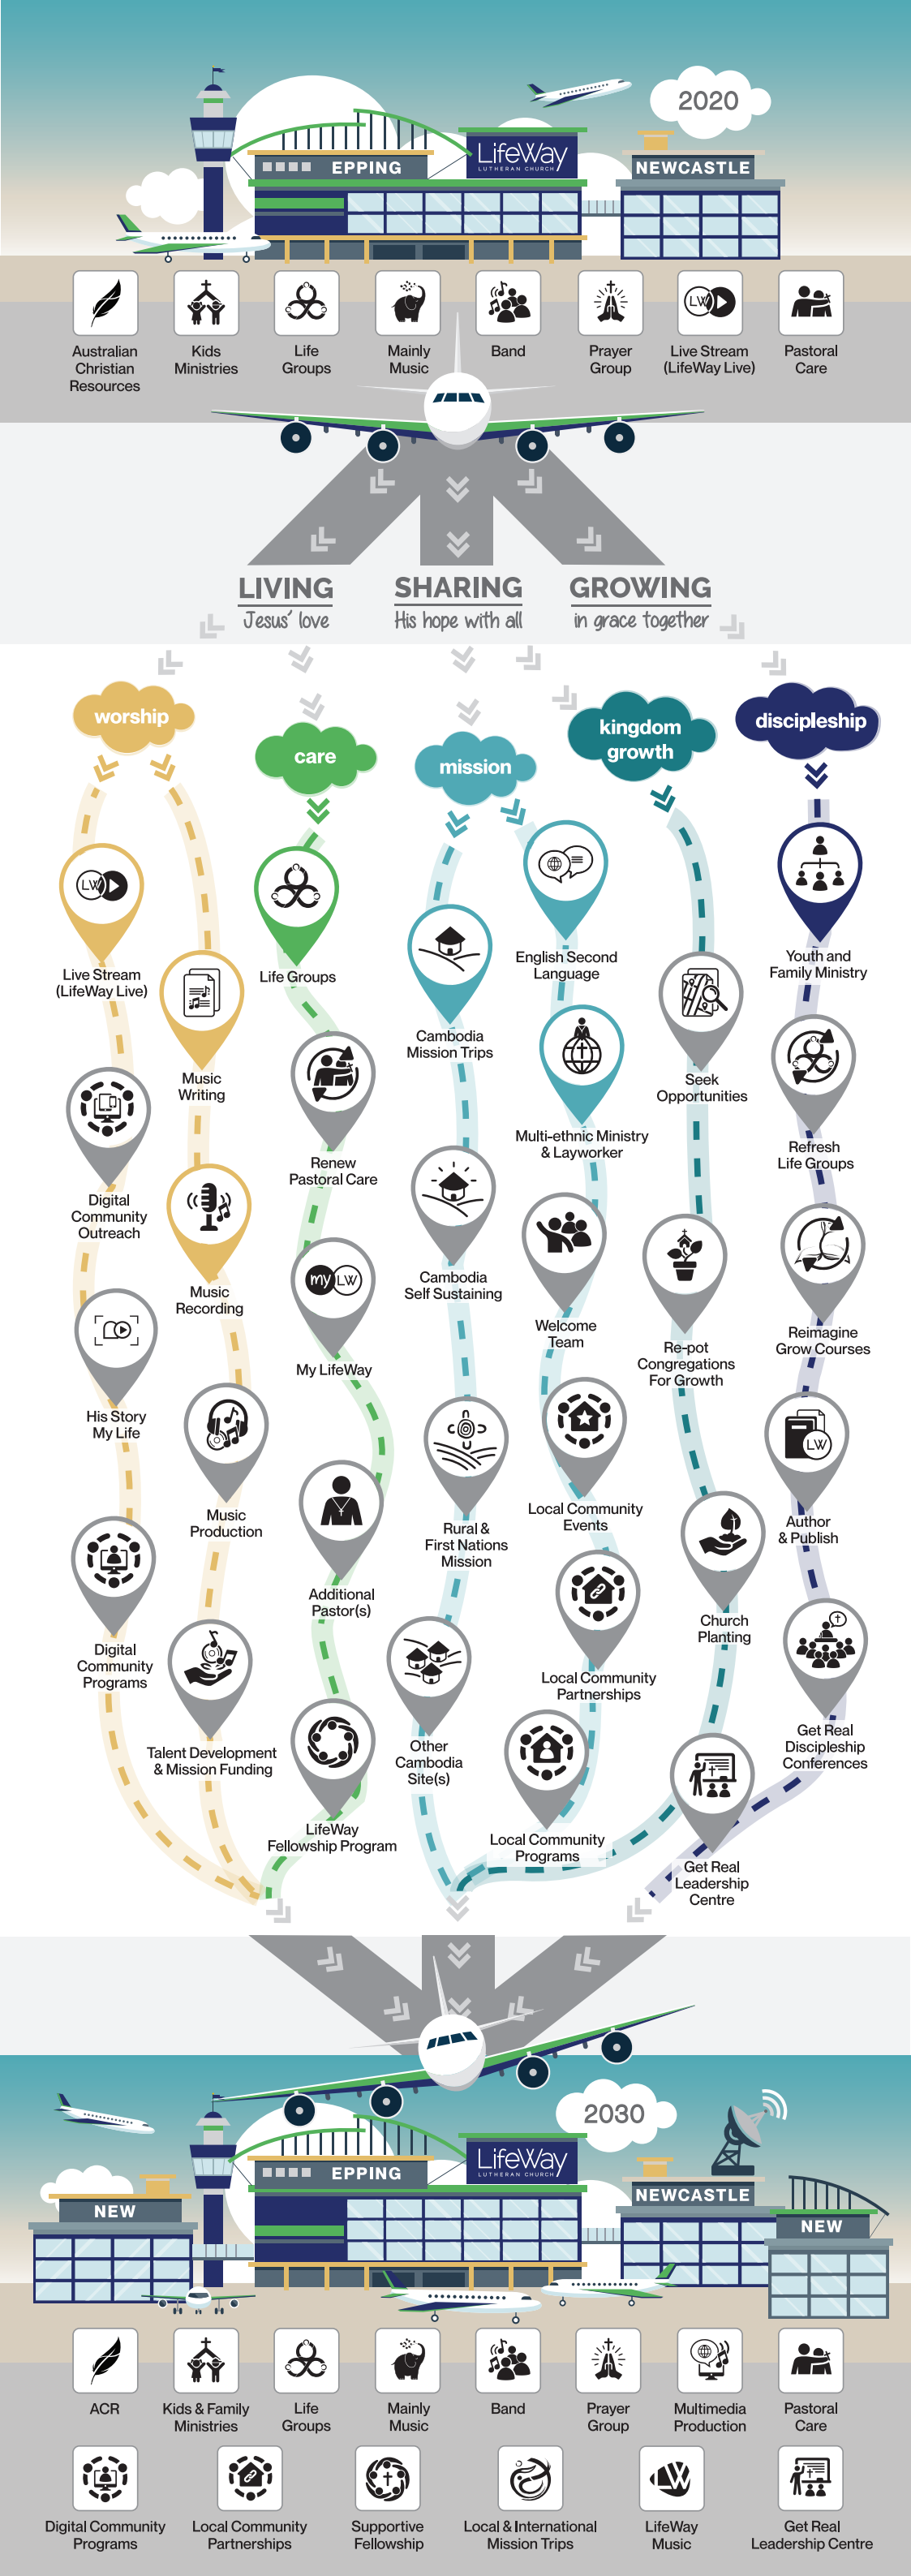 2020
LifeWay
LUTHERAN CHURCH
EPPING
NEWCASTLE
Australian
Christian
Resources
Kids
Ministries
Life
Groups
Mainly
Music
Band
Prayer
Group
LW
Live Stream
(LifeWay Live)
Pastoral
Care
LIVING
Jesus' love
SHARING
His hope with all
GROWING
in grace together
worship
care
mission
kingdom
growth
discipleship
LW
Live Stream
(LifeWay Live)
Music
Writing
Digital
Community
Outreach
Music
Recording
His Story
My Life
Music
Production
Digital
Community
Programs
Talent Development
& Mission Funding
Life Groups
Renew
Pastoral Care
my LW
My LifeWay
Additional
Pastor(s)
LifeWay
Fellowship Program
Cambodia
Mission Trips
Cambodia
Self Sustaining
Rural &
First Nations
Mission
Other
Cambodia
Site(s)
English Second
Language
Multi-ethnic Ministry
& Layworker
Welcome
Team
Local Community
Events
Local Community
Partnerships
Local Community
Programs
Seek
Opportunities
Re-pot
Congregations
For Growth
Church
Planting
Get Real
Leadership
Centre
Youth and
Family Ministry
Refresh
Life Groups
Reimagine
Grow Courses
LW
Author
& Publish
Get Real
Discipleship
Conferences
2030
LifeWay
LUTHERAN CHURCH
EPPING
NEWCASTLE
NEW
NEW
ACR
Kids & Family
Ministries
Life
Groups
Mainly
Music
Band
Prayer
Group
Multimedia
Production
Pastoral
Care
Digital Community
Programs
Local Community
Partnerships
Supportive
Fellowship
Local & International
Mission Trips
LW
LifeWay
Music
Get Real
Leadership Centre